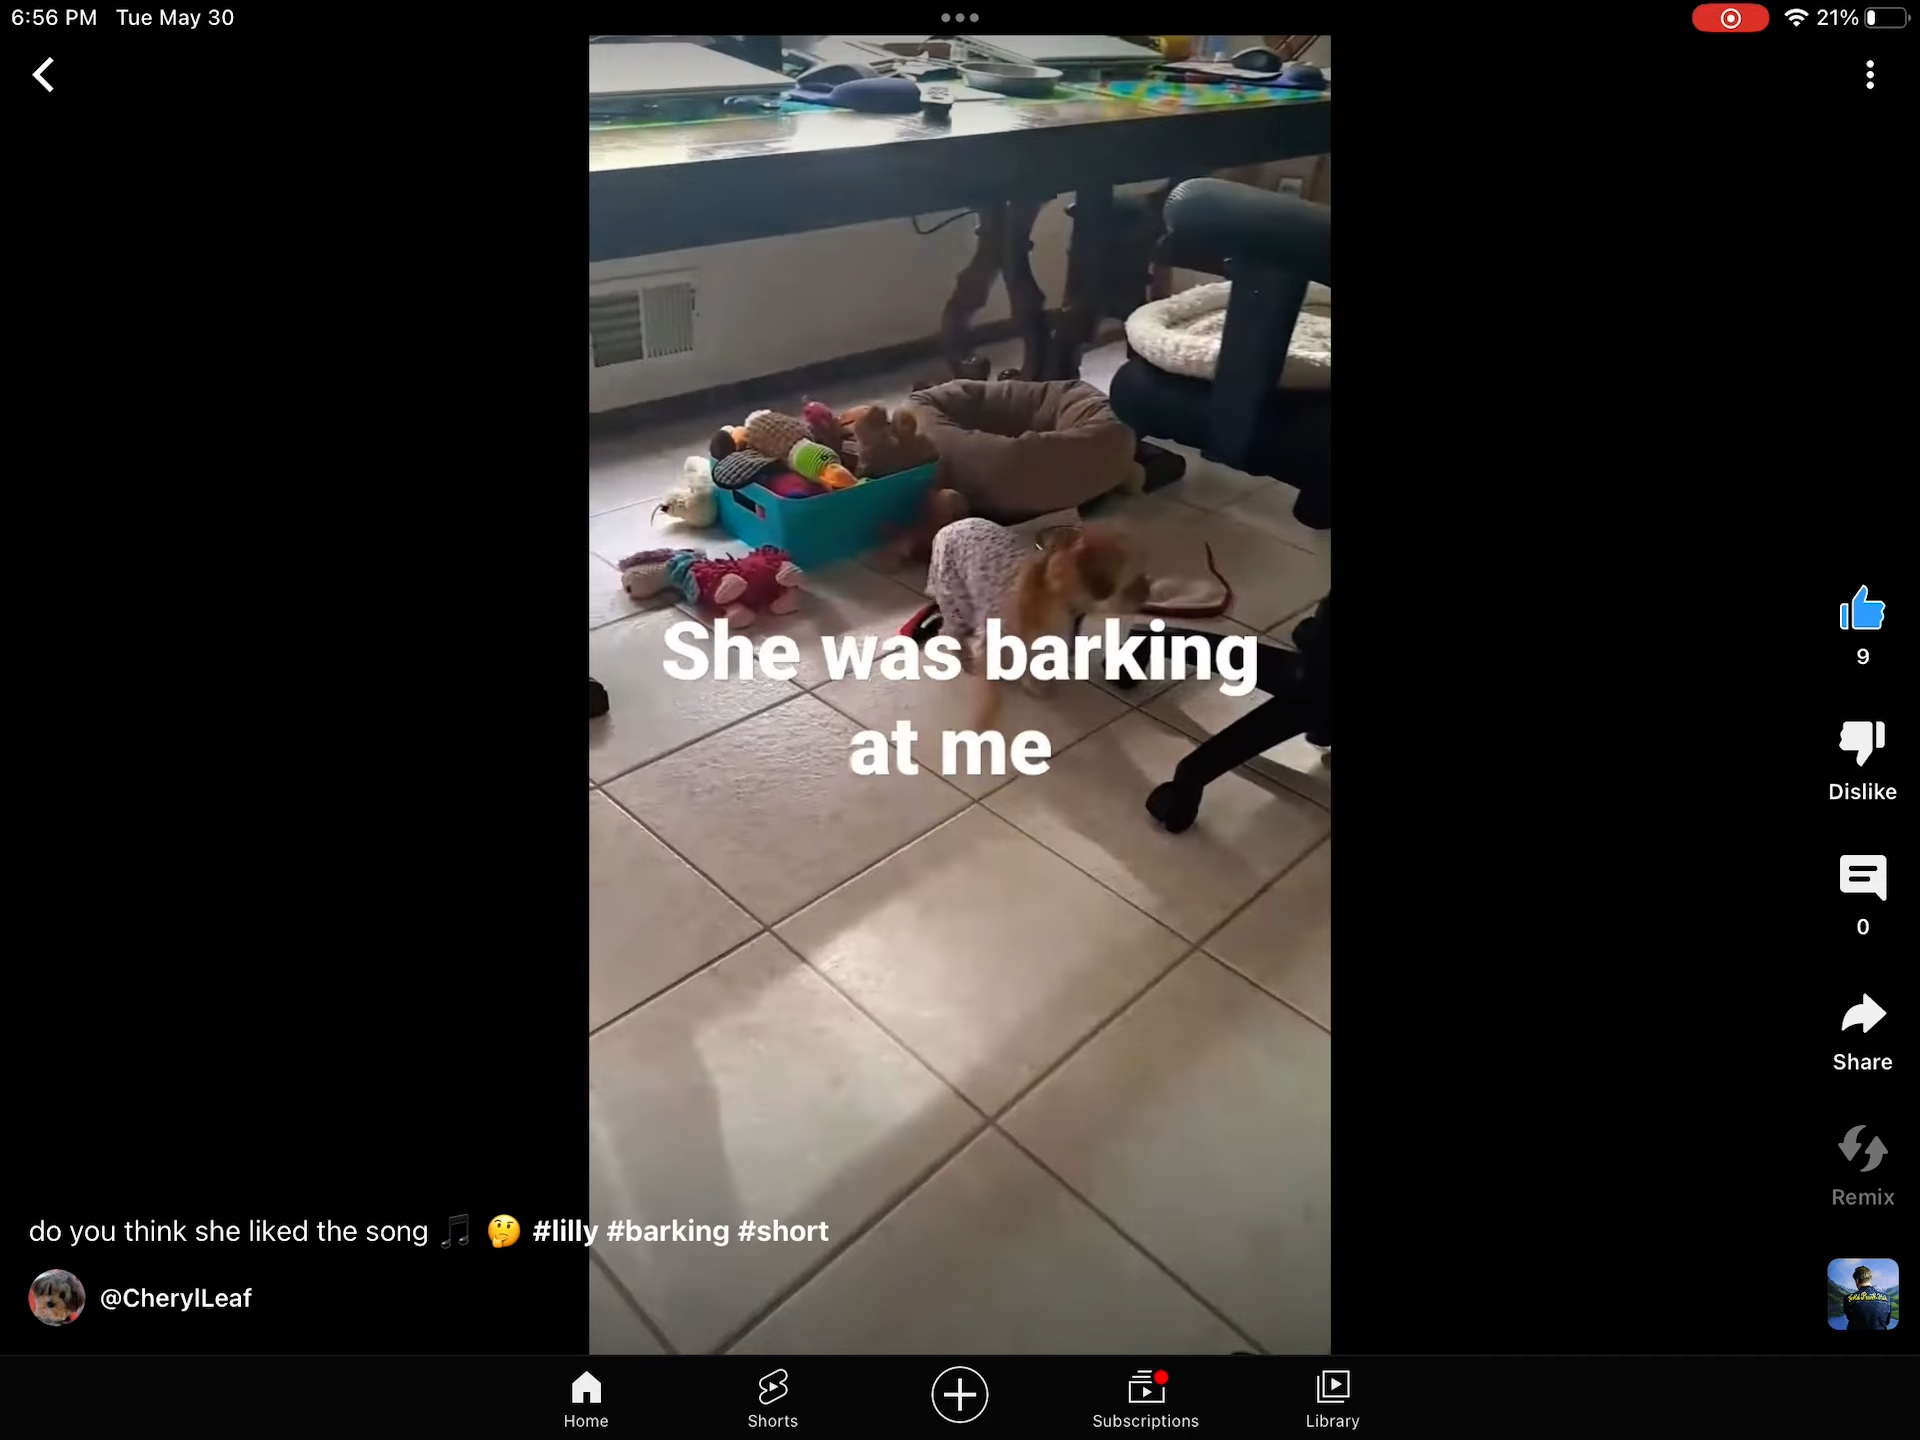 6:56 PM Tue May 30
21%
She was barking
at me
9
Dislike
0
Share
Remix
do you think she liked the song 🎵 🤔 #lilly #barking #short
@CherylLeaf
Home
Shorts
Subscriptions
Library